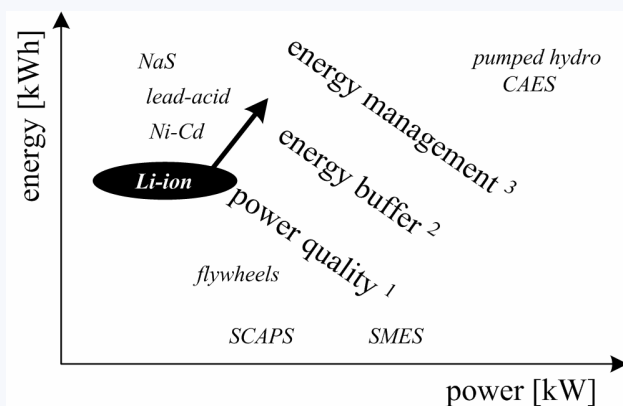 energy [kWh]
NaS
lead-acid
Ni-Cd
Li-ion
energy management 3
energy buffer 2
power quality 1
pumped hydro
CAES
flywheels
SCAPS
SMES
power [kW]